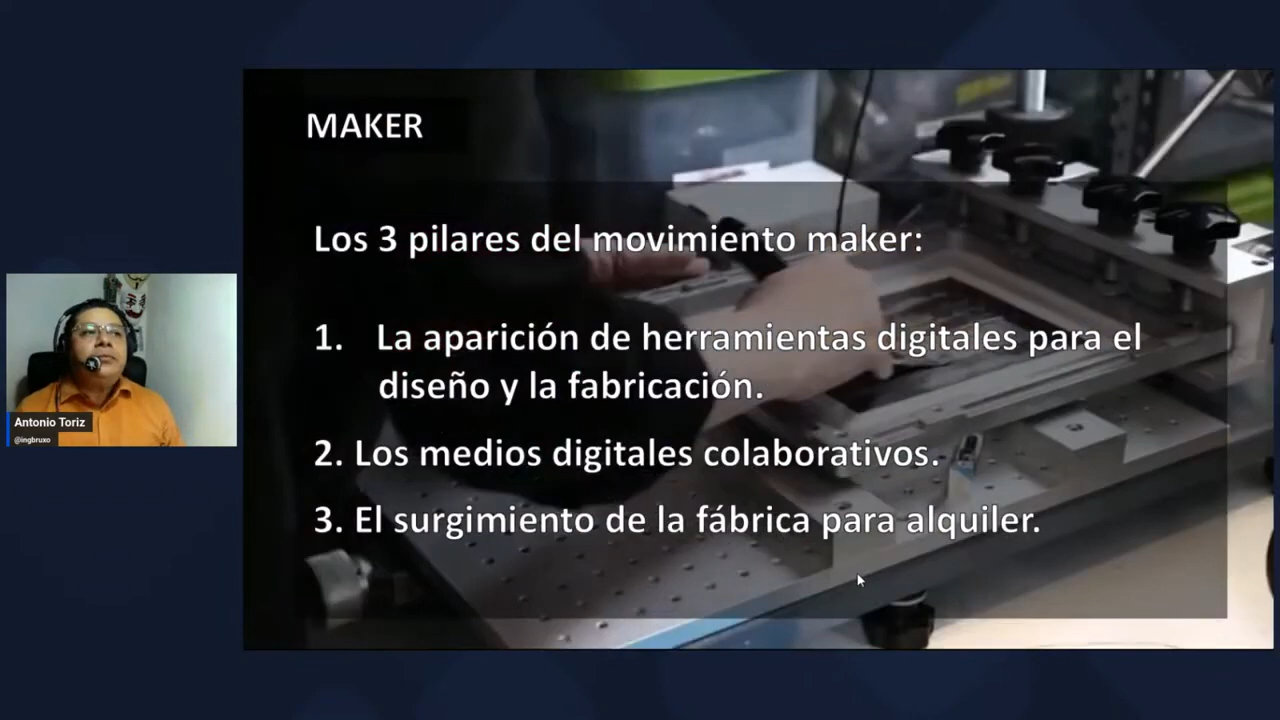 MAKER
Los 3 pilares del movimiento maker:
1. La aparición de herramientas digitales para el
diseño y la fabricación.
2. Los medios digitales colaborativos.
3. El surgimiento de la fábrica para alquiler.
Antonio Toriz
@ingbruxo